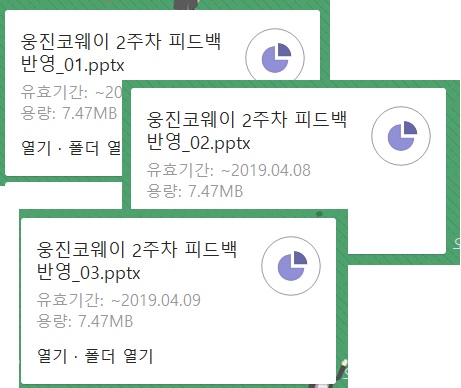 웅진코웨이 2주차 피드백
반영_01.pptx
유효기간: ~20
용량: 7.47MB
열기 · 폴더 열
웅진코웨이 2주차 피드백
반영_02.pptx
유효기간: ~2019.04.08
용량: 7.47MB
웅진코웨이 2주차 피드백
반영_03.pptx
유효기간: ~2019.04.09
용량: 7.47MB
열기 · 폴더 열기